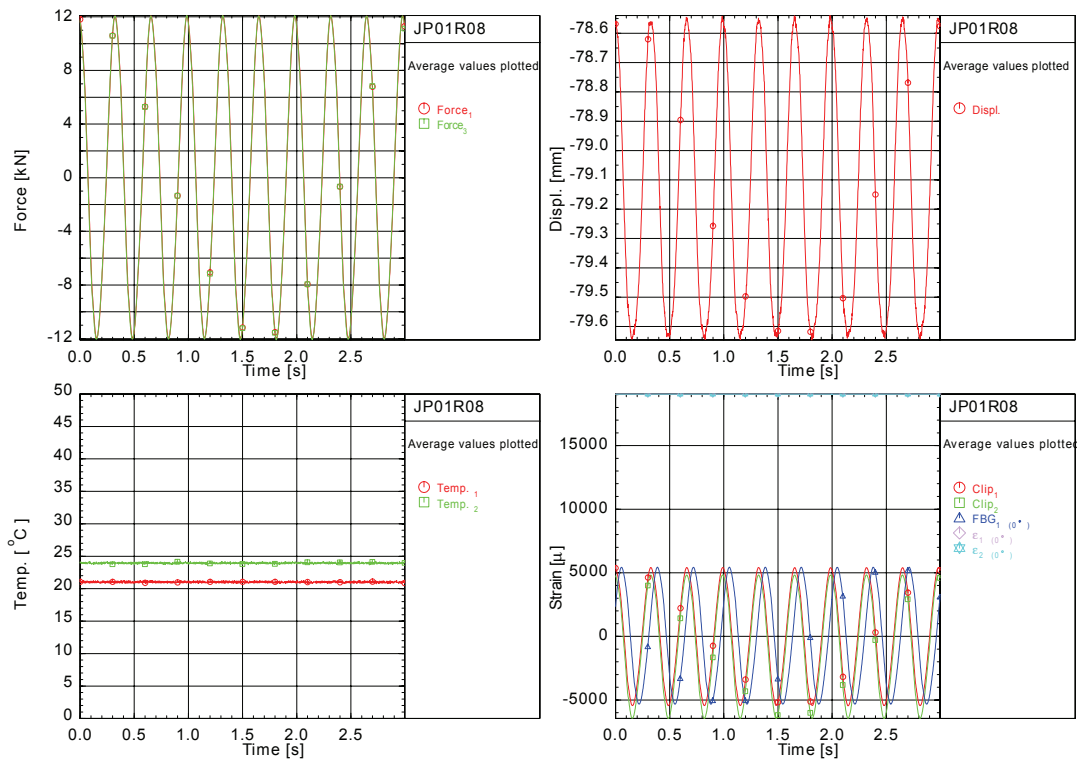 12
8
4
0
-4
-8
-12
Force [kN]
0.0 0.5 1.0 1.5 2.0 2.5
Time [s]
JP01R08
Average values plotted
Force1
Force3
-78.6
-78.7
-78.8
-78.9
-79.0
-79.1
-79.2
-79.3
-79.4
-79.5
-79.6
Displ. [mm]
0.0 0.5 1.0 1.5 2.0 2.5
Time [s]
JP01R08
Average values plotted
Displ.
50
45
40
35
30
25
20
15
10
5
0
Temp. [ °C]
0.0 0.5 1.0 1.5 2.0 2.5
Time [s]
JP01R08
Average values plotted
Temp. 1
Temp. 2
15000
10000
5000
0
-5000
Strain [μ]
0.0 0.5 1.0 1.5 2.0 2.5
Time [s]
JP01R08
Average values plotted
Clip1
Clip2
FBG1 (0°)
ε1 (0°)
ε2 (0°)